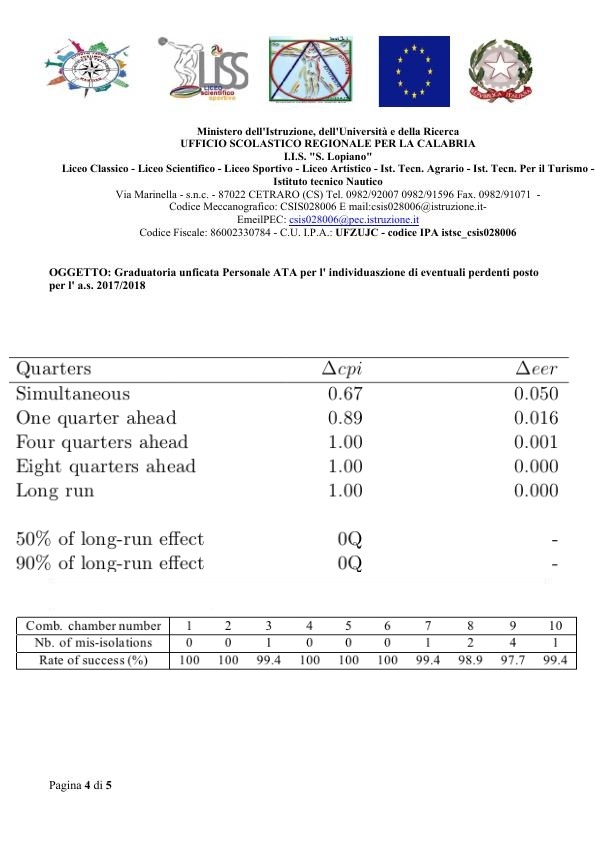 LISS
LICEO
scientifico
sportivo
REPVBBLICA ITALIANA
Ministero dell'Istruzione, dell'Università e della Ricerca
UFFICIO SCOLASTICO REGIONALE PER LA CALABRIA
I.I.S. "S. Lopiano"
Liceo Classico - Liceo Scientifico - Liceo Sportivo - Liceo Artistico - Ist. Tecn. Agrario - Ist. Tecn. Per il Turismo -
Istituto tecnico Nautico
Via Marinella - s.n.c. - 87022 CETRARO (CS) Tel. 0982/92007 0982/91596 Fax. 0982/91071 -
Codice Meccanografico: CSIS028006 E mail:csis028006@istruzione.it-
EmeilPEC: csis028006@pec.istruzione.it
Codice Fiscale: 86002330784 - C.U. I.P.A.: UFZUJC - codice IPA istsc_csis028006
OGGETTO: Graduatoria unficata Personale ATA per l' individuaszione di eventuali perdenti posto
per l' a.s. 2017/2018
Quarters Δcpi Δeer
Simultaneous 0.67 0.050
One quarter ahead 0.89 0.016
Four quarters ahead 1.00 0.001
Eight quarters ahead 1.00 0.000
Long run 1.00 0.000
50% of long-run effect 0Q -
90% of long-run effect 0Q -
Comb. chamber number 1 2 3 4 5 6 7 8 9 10
Nb. of mis-isolations 0 0 1 0 0 0 1 2 4 1
Rate of success (%) 100 100 99.4 100 100 100 99.4 98.9 97.7 99.4
Pagina 4 di 5